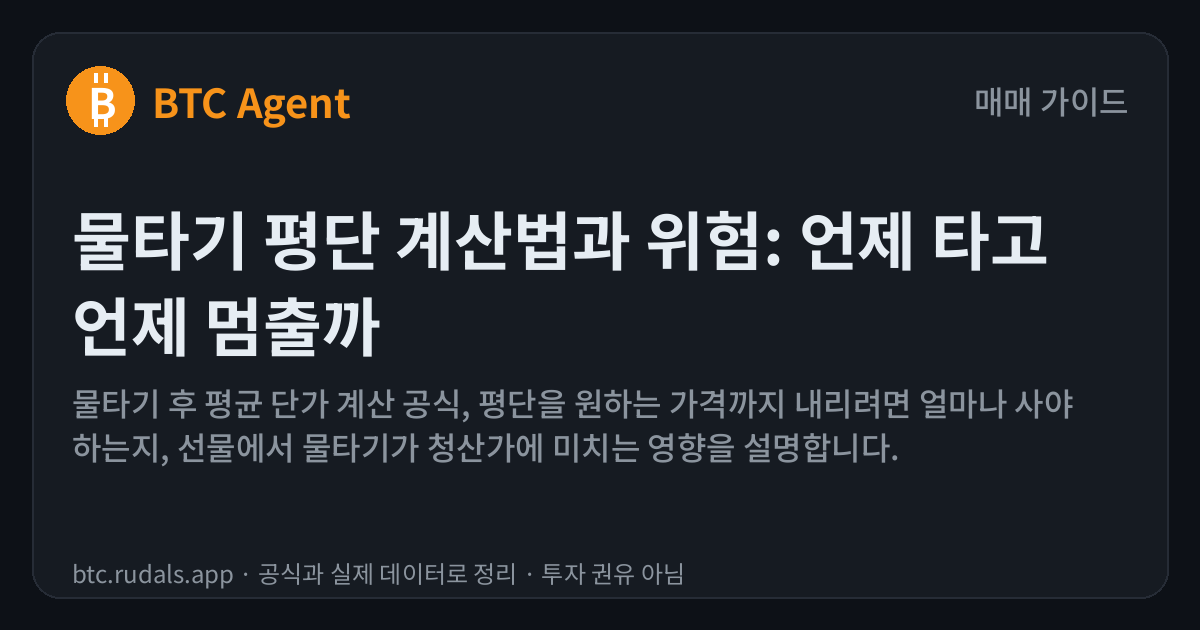 BTC Agent
매매 가이드
물타기 평단 계산법과 위험: 언제 타고
언제 멈출까
물타기 후 평균 단가 계산 공식, 평단을 원하는 가격까지 내리려면 얼마나 사야
하는지, 선물에서 물타기가 청산가에 미치는 영향을 설명합니다.
btc.rudals.app · 공식과 실제 데이터로 정리 · 투자 권유 아님